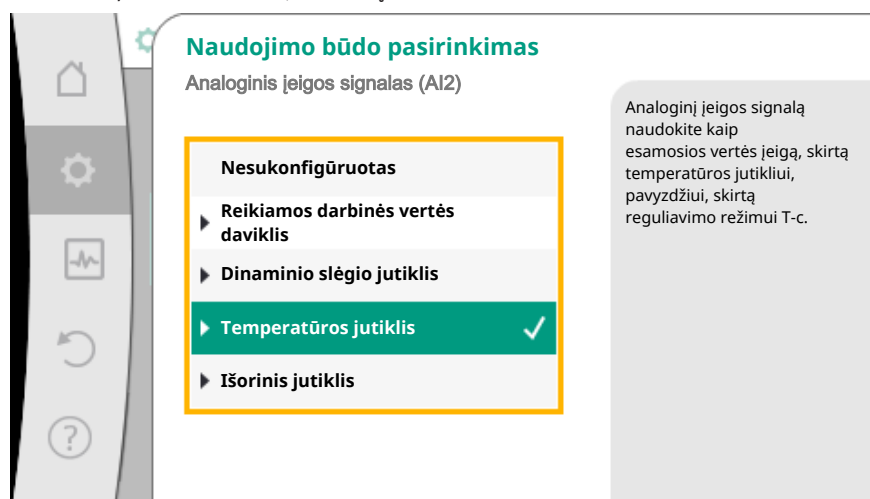 Naudojimo būdo pasirinkimas
Analoginis įeigos signalas (AI2)
Nesukonfigūruotas
Reikiamos darbinės vertės
daviklis
Dinaminio slėgio jutiklis
Temperatūros jutiklis
Išorinis jutiklis
Analoginį įeigos signalą
naudokite kaip
esamosios vertės įeigą, skirtą
temperatūros jutikliui,
pavyzdžiui, skirtą
reguliavimo režimui T-c.